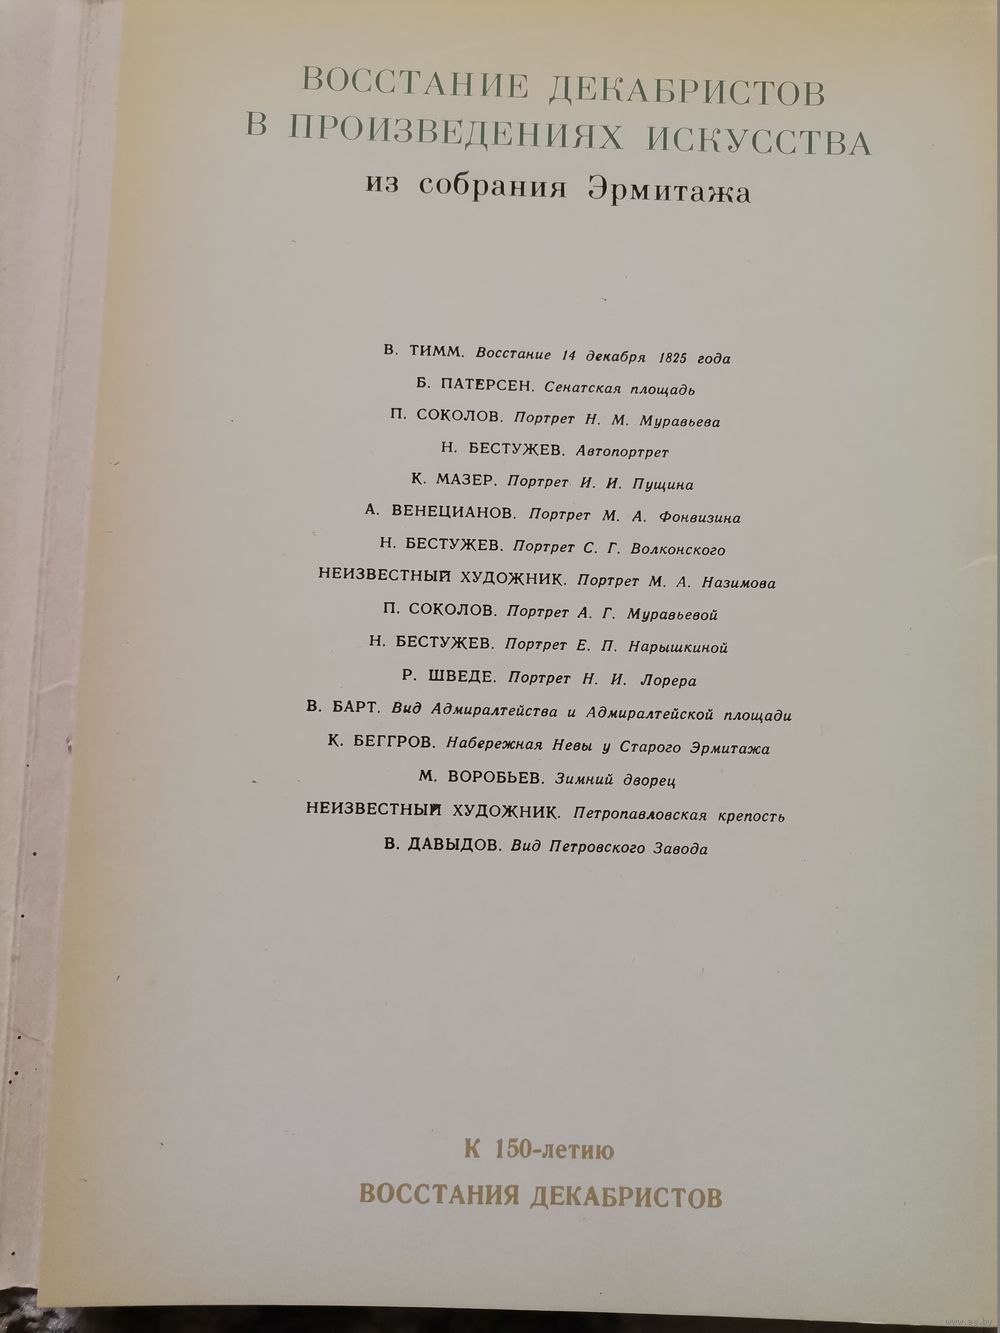 ВОССТАНИЕ ДЕКАБРИСТОВ
В ПРОИЗВЕДЕНИЯХ ИСКУССТВА
из собрания Эрмитажа
В. ТИММ. Восстание 14 декабря 1825 года
Б. ПАТЕРСЕН. Сенатская площадь
П. СОКОЛОВ. Портрет Н. М. Муравьева
Н. БЕСТУЖЕВ. Автопортрет
К. МАЗЕР. Портрет И. И. Пущина
А. ВЕНЕЦИАНОВ. Портрет М. А. Фонвизина
Н. БЕСТУЖЕВ. Портрет С. Г. Волконского
НЕИЗВЕСТНЫЙ ХУДОЖНИК. Портрет М. А. Назимова
П. СОКОЛОВ. Портрет А. Г. Муравьевой
Н. БЕСТУЖЕВ. Портрет Е. П. Нарышкиной
Р. ШВЕДЕ. Портрет Н. И. Лорера
В. БАРТ. Вид Адмиралтейства и Адмиралтейской площади
К. БЕГГРОВ. Набережная Невы у Старого Эрмитажа
М. ВОРОБЬЕВ. Зимний дворец
НЕИЗВЕСТНЫЙ ХУДОЖНИК. Петропавловская крепость
В. ДАВЫДОВ. Вид Петровского Завода
К 150-летию
ВОССТАНИЯ ДЕКАБРИСТОВ
www.ay.by